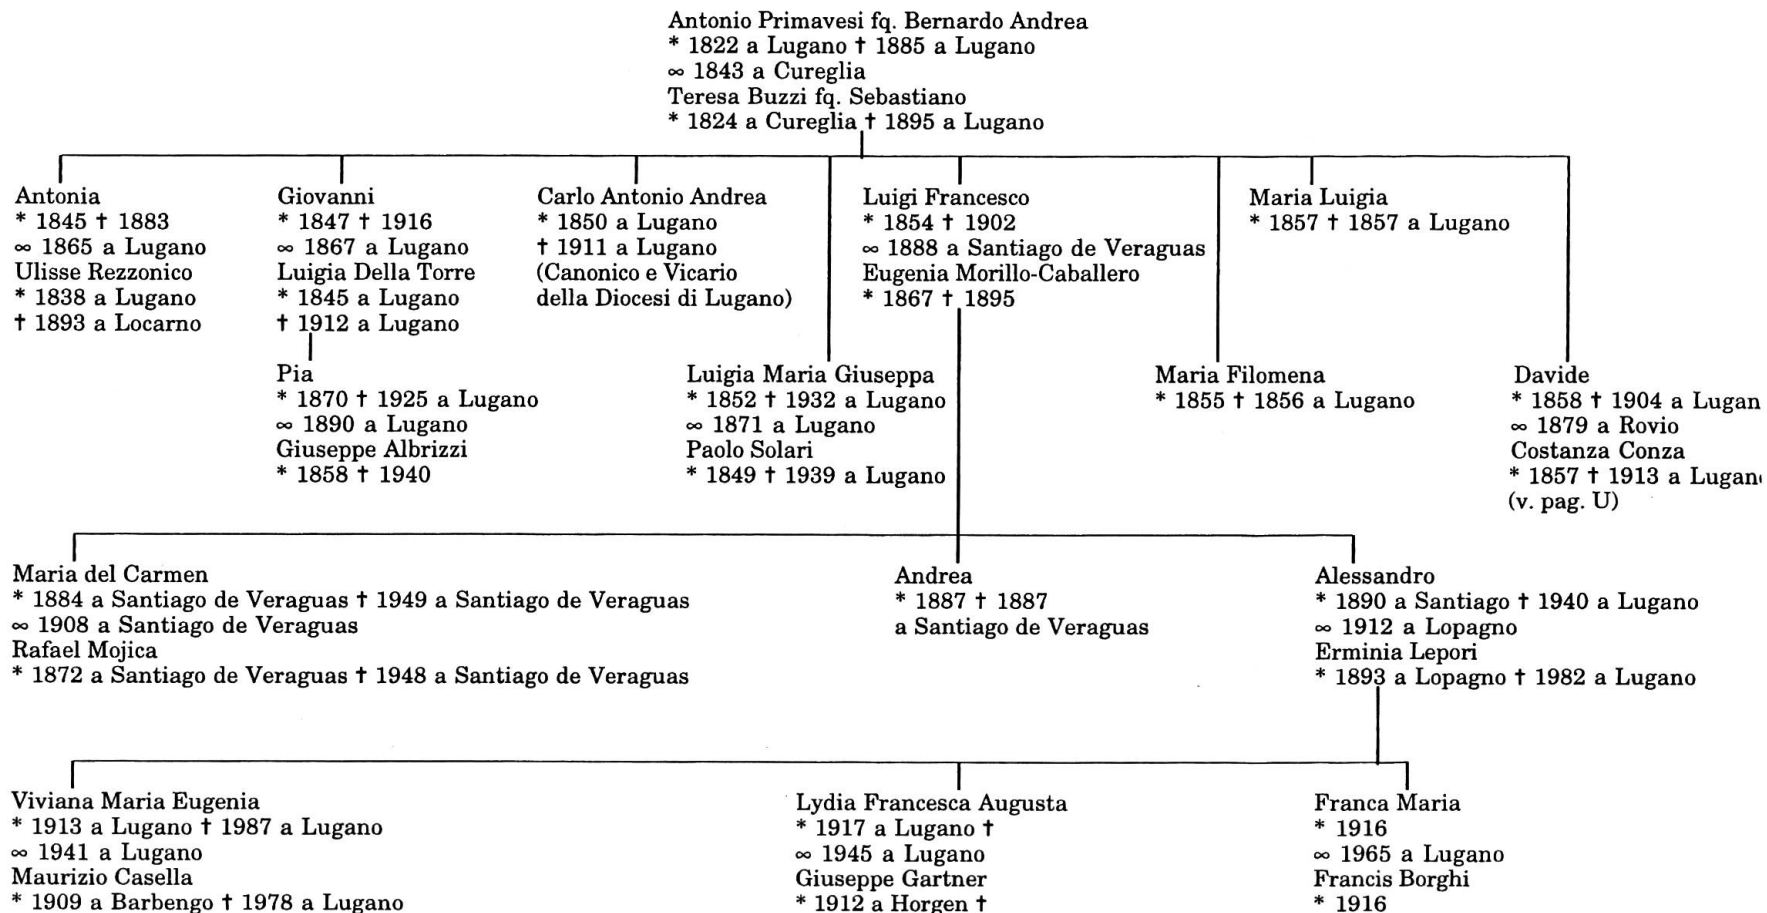 Antonio Primavesi fq. Bernardo Andrea
* 1822 a Lugano † 1885 a Lugano
∞ 1843 a Cureglia
Teresa Buzzi fq. Sebastiano
* 1824 a Cureglia † 1895 a Lugano
Antonia
* 1845 † 1883
∞ 1865 a Lugano
Ulisse Rezzonico
* 1838 a Lugano
† 1893 a Locarno
Giovanni
* 1847 † 1916
∞ 1867 a Lugano
Luigia Della Torre
* 1845 a Lugano
† 1912 a Lugano
Carlo Antonio Andrea
* 1850 a Lugano
† 1911 a Lugano
(Canonico e Vicario
della Diocesi di Lugano)
Luigi Francesco
* 1854 † 1902
∞ 1888 a Santiago de Veraguas
Eugenia Morillo-Caballero
* 1867 † 1895
Maria Luigia
* 1857 † 1857 a Lugano
Pia
* 1870 † 1925 a Lugano
∞ 1890 a Lugano
Giuseppe Albrizzi
* 1858 † 1940
Luigia Maria Giuseppa
* 1852 † 1932 a Lugano
∞ 1871 a Lugano
Paolo Solari
* 1849 † 1939 a Lugano
Maria Filomena
* 1855 † 1856 a Lugano
Davide
* 1858 † 1904 a Lugan
∞ 1879 a Rovio
Costanza Conza
* 1857 † 1913 a Lugan
(v. pag. U)
Maria del Carmen
* 1884 a Santiago de Veraguas † 1949 a Santiago de Veraguas
∞ 1908 a Santiago de Veraguas
Rafael Mojica
* 1872 a Santiago de Veraguas † 1948 a Santiago de Veraguas
Andrea
* 1887 † 1887
a Santiago de Veraguas
Alessandro
* 1890 a Santiago † 1940 a Lugano
∞ 1912 a Lopagno
Erminia Lepori
* 1893 a Lopagno † 1982 a Lugano
Viviana Maria Eugenia
* 1913 a Lugano † 1987 a Lugano
∞ 1941 a Lugano
Maurizio Casella
* 1909 a Barbengo † 1978 a Lugano
Lydia Francesca Augusta
* 1917 a Lugano †
∞ 1945 a Lugano
Giuseppe Gartner
* 1912 a Horgen †
Franca Maria
* 1916
∞ 1965 a Lugano
Francis Borghi
* 1916